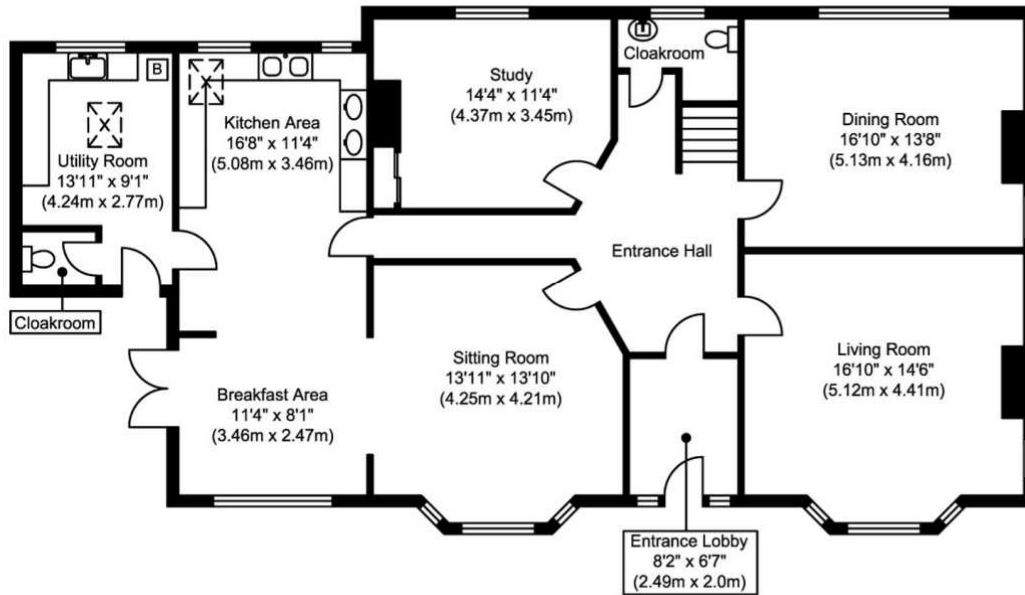 Study
14'4" x 11'4"
(4.37m x 3.45m)
Cloakroom
Dining Room
16'10" x 13'8"
(5.13m x 4.16m)
B
Kitchen Area
16'8" x 11'4"
(5.08m x 3.46m)
Utility Room
13'11" x 9'1"
(4.24m x 2.77m)
Entrance Hall
Cloakroom
Sitting Room
13'11" x 13'10"
(4.25m x 4.21m)
Living Room
16'10" x 14'6"
(5.12m x 4.41m)
Breakfast Area
11'4" x 8'1"
(3.46m x 2.47m)
Entrance Lobby
8'2" x 6'7"
(2.49m x 2.0m)